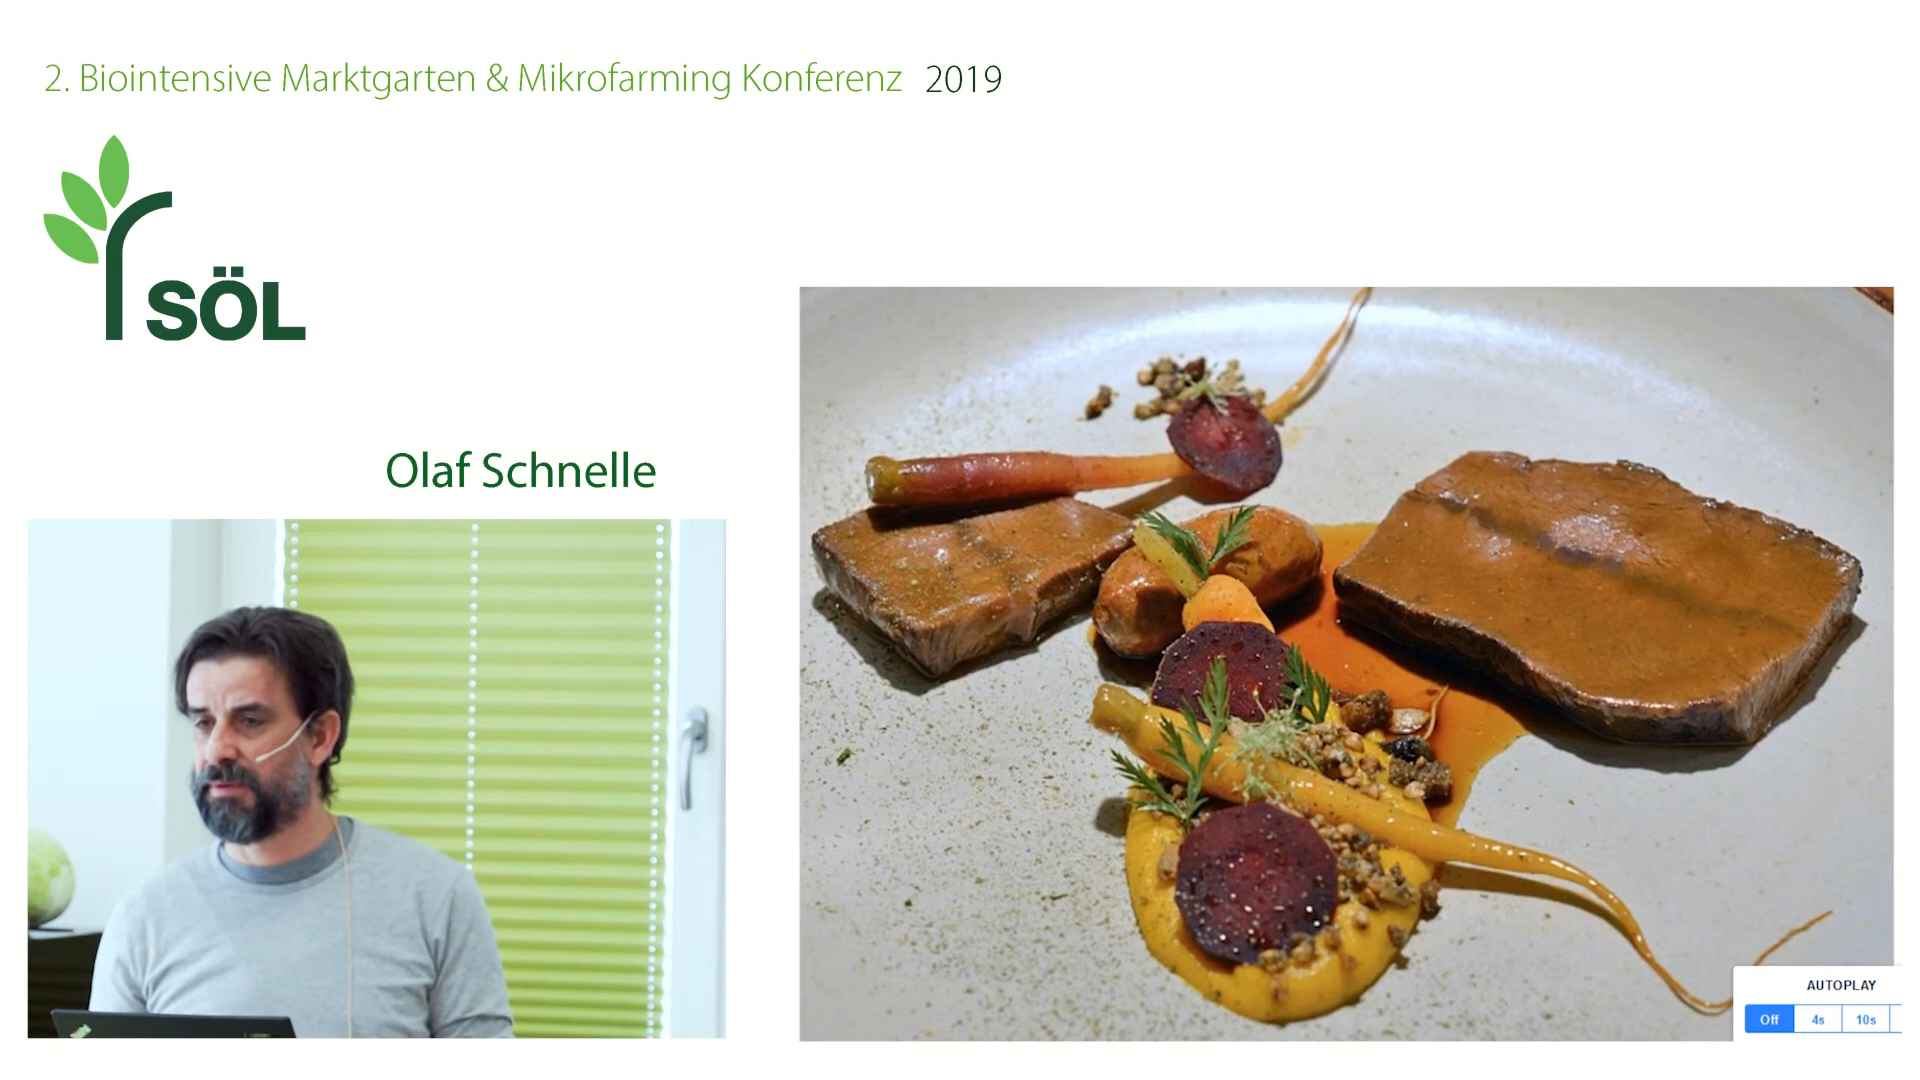 2. Biointensive Marktgarten & Mikrofarming Konferenz 2019
SÖL
Olaf Schnelle
AUTOPLAY
Off 4s 10s